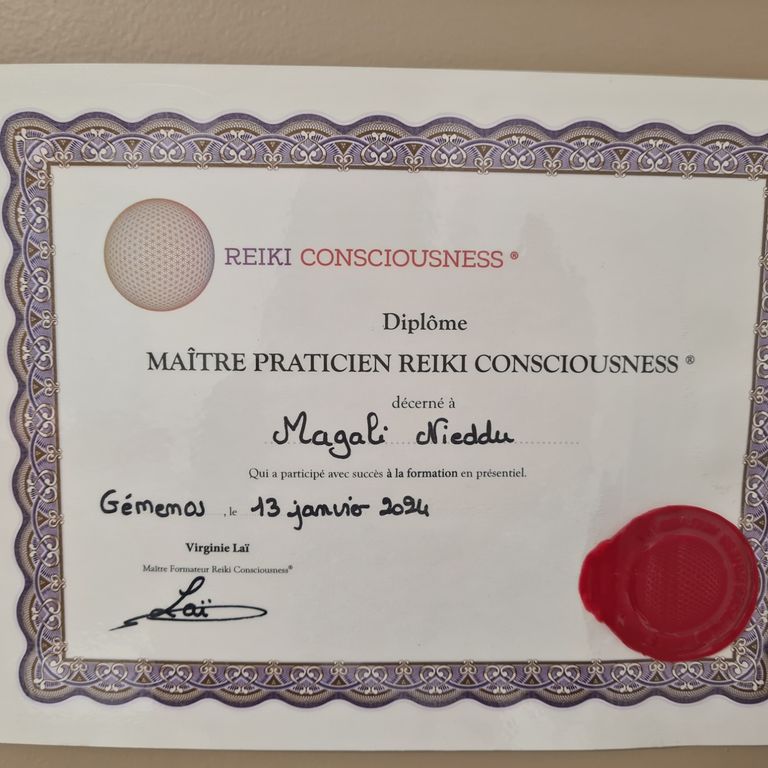 REIKI CONSCIOUSNESS ®
Diplôme
MAÎTRE PRATICIEN REIKI CONSCIOUSNESS ®
décerné à
Magali Nieddu
Qui a participé avec succès à la formation en présentiel.
Gémenos , le 13 janvier 2024
Virginie Laï
Maître Formateur Reiki Consciousness®
Laï